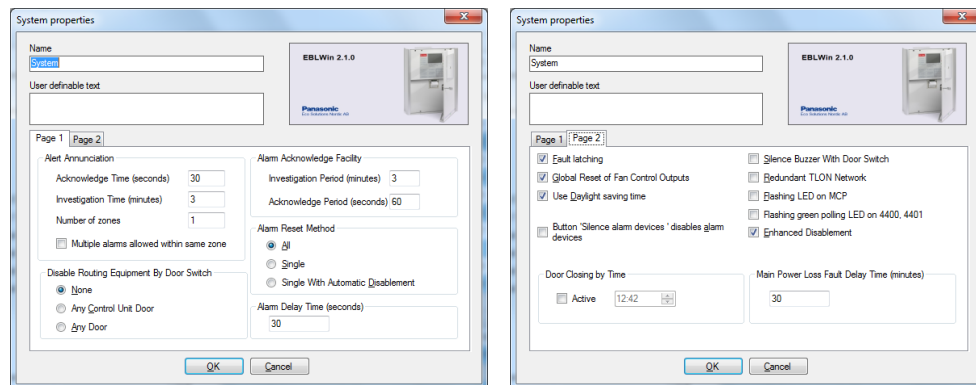 System properties
Name
System
User definable text
EBLWin 2.1.0
Panasonic
Eco Solutions Nordic AB
Page 1 Page 2
Alert Annunciation
Acknowledge Time (seconds) 30
Investigation Time (minutes) 3
Number of zones 1
Multiple alarms allowed within same zone
Disable Routing Equipment By Door Switch
None
Any Control Unit Door
Any Door
Alarm Acknowledge Facility
Investigation Period (minutes) 3
Acknowledge Period (seconds) 60
Alarm Reset Method
All
Single
Single With Automatic Disablement
Alarm Delay Time (seconds)
30
OK Cancel
System properties
Name
System
User definable text
EBLWin 2.1.0
Panasonic
Eco Solutions Nordic AB
Page 1 Page 2
Fault latching
Global Reset of Fan Control Outputs
Use Daylight saving time
Button 'Silence alarm devices ' disables alarm
devices
Silence Buzzer With Door Switch
Redundant TLON Network
Flashing LED on MCP
Flashing green polling LED on 4400, 4401
Enhanced Disablement
Door Closing by Time
Active 12:42
Main Power Loss Fault Delay Time (minutes)
30
OK Cancel